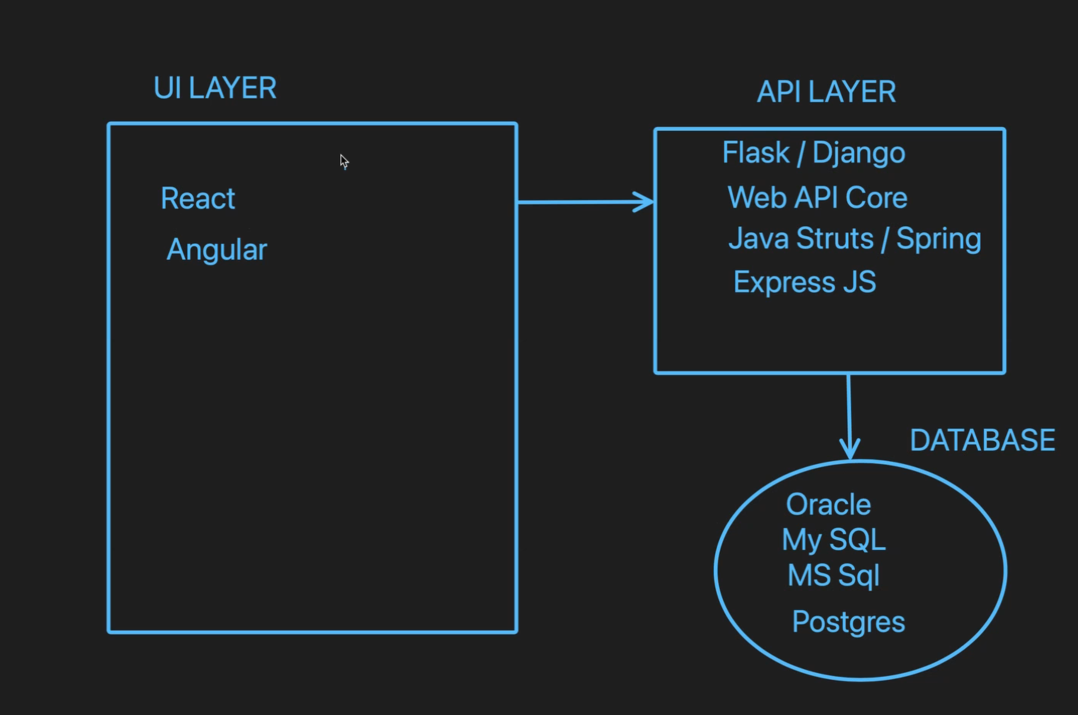 UI LAYER
React
Angular
API LAYER
Flask / Django
Web API Core
Java Struts / Spring
Express JS
DATABASE
Oracle
My SQL
MS Sql
Postgres